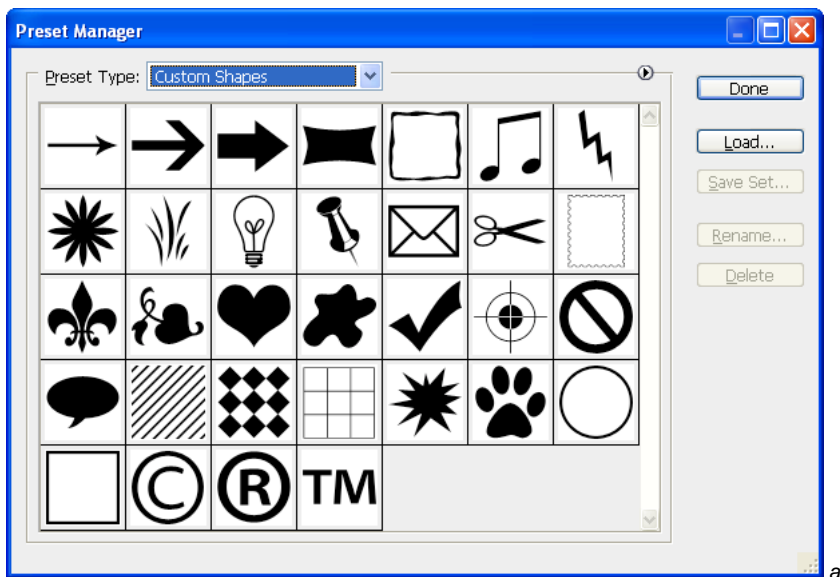 Preset Manager
Preset Type: Custom Shapes
Done
Load...
Save Set...
Rename...
Delete
©
®
TM
a